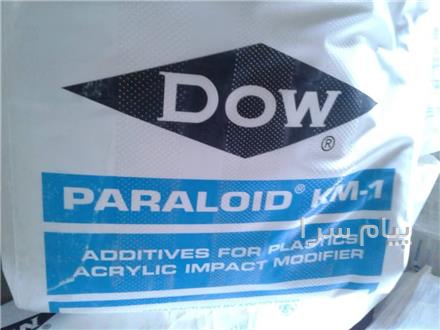 DOW®
PARALOID® KM-1
ADDITIVES FOR PLASTICS
ACRYLIC IMPACT MODIFIER
پیام سرا